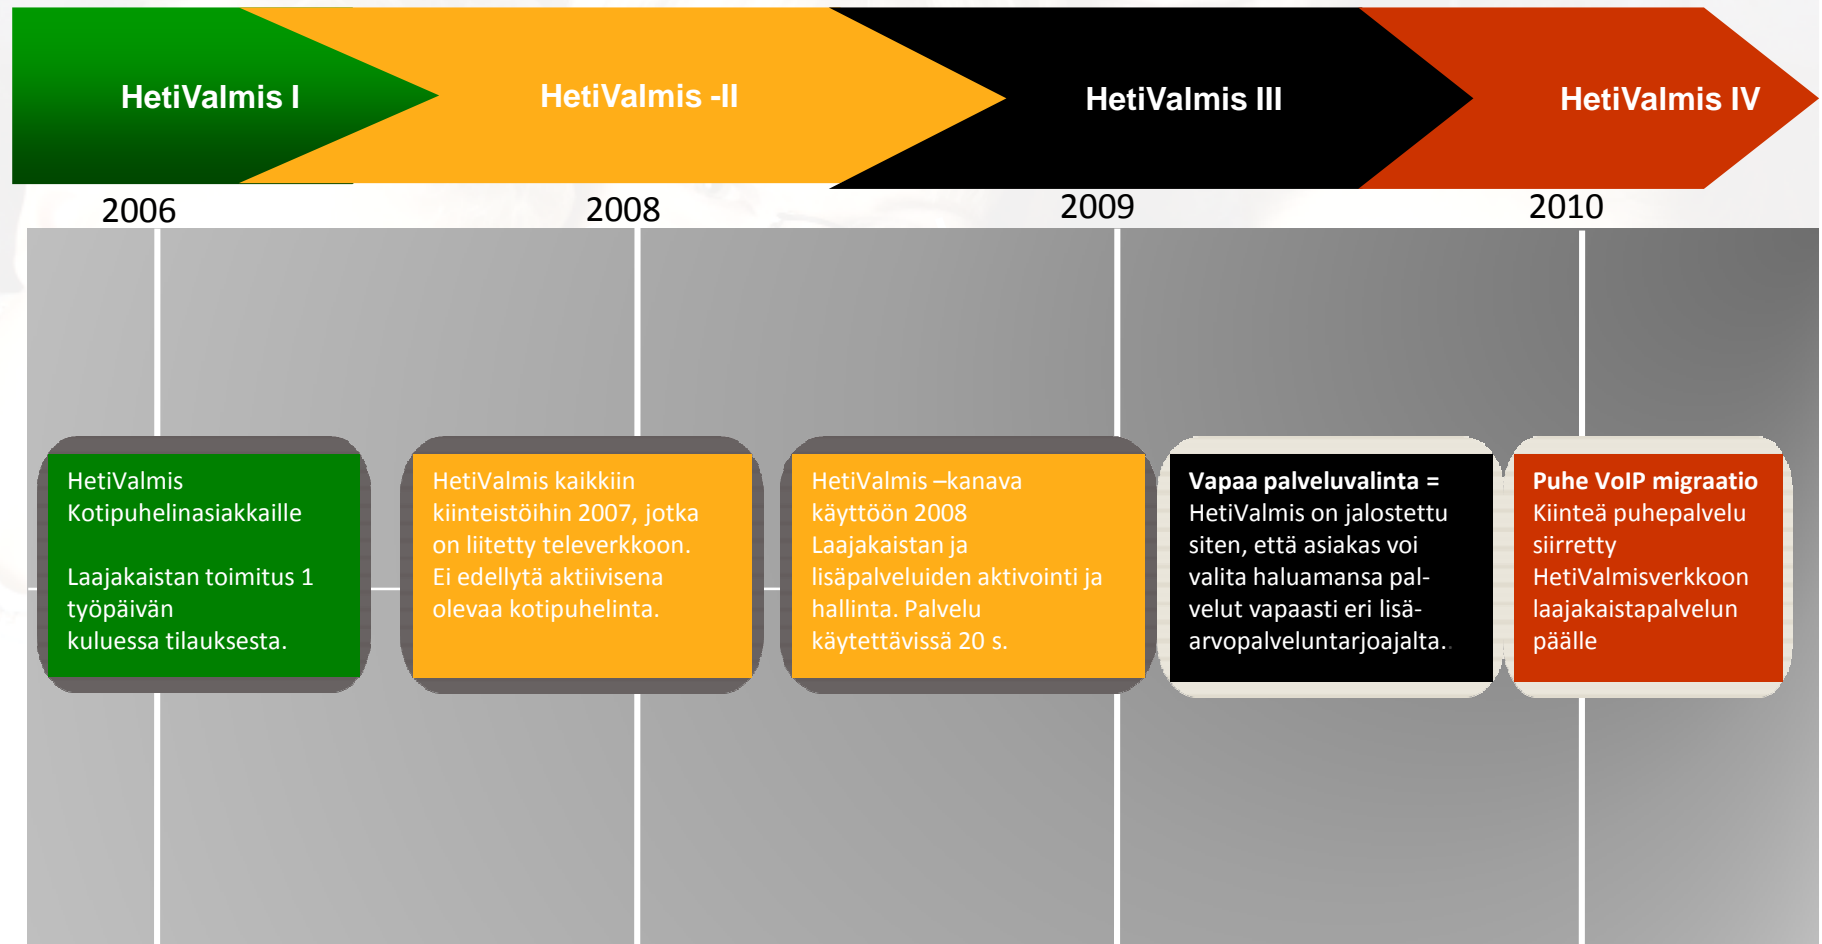 HetiValmis I
HetiValmis -II
HetiValmis III
HetiValmis IV
2006
2008
2009
2010
HetiValmis
Kotipuhelinasiakkaille
Laajakaistan toimitus 1
työpäivän
kuluessa tilauksesta.
HetiValmis kaikkiin
kiinteistöihin 2007, jotka
on liitetty televerkkoon.
Ei edellytä aktiivisena
olevaa kotipuhelinta.
HetiValmis –kanava
käyttöön 2008
Laajakaistan ja
lisäpalveluiden aktivointi ja
hallinta. Palvelu
käytettävissä 20 s.
Vapaa palveluvalinta =
HetiValmis on jalostettu
siten, että asiakas voi
valita haluamansa pal-
velut vapaasti eri lisä-
arvopalveluntarjoajalta..
Puhe VoIP migraatio
Kiinteä puhepalvelu
siirretty
HetiValmisverkkoon
laajakaistapalvelun
päälle